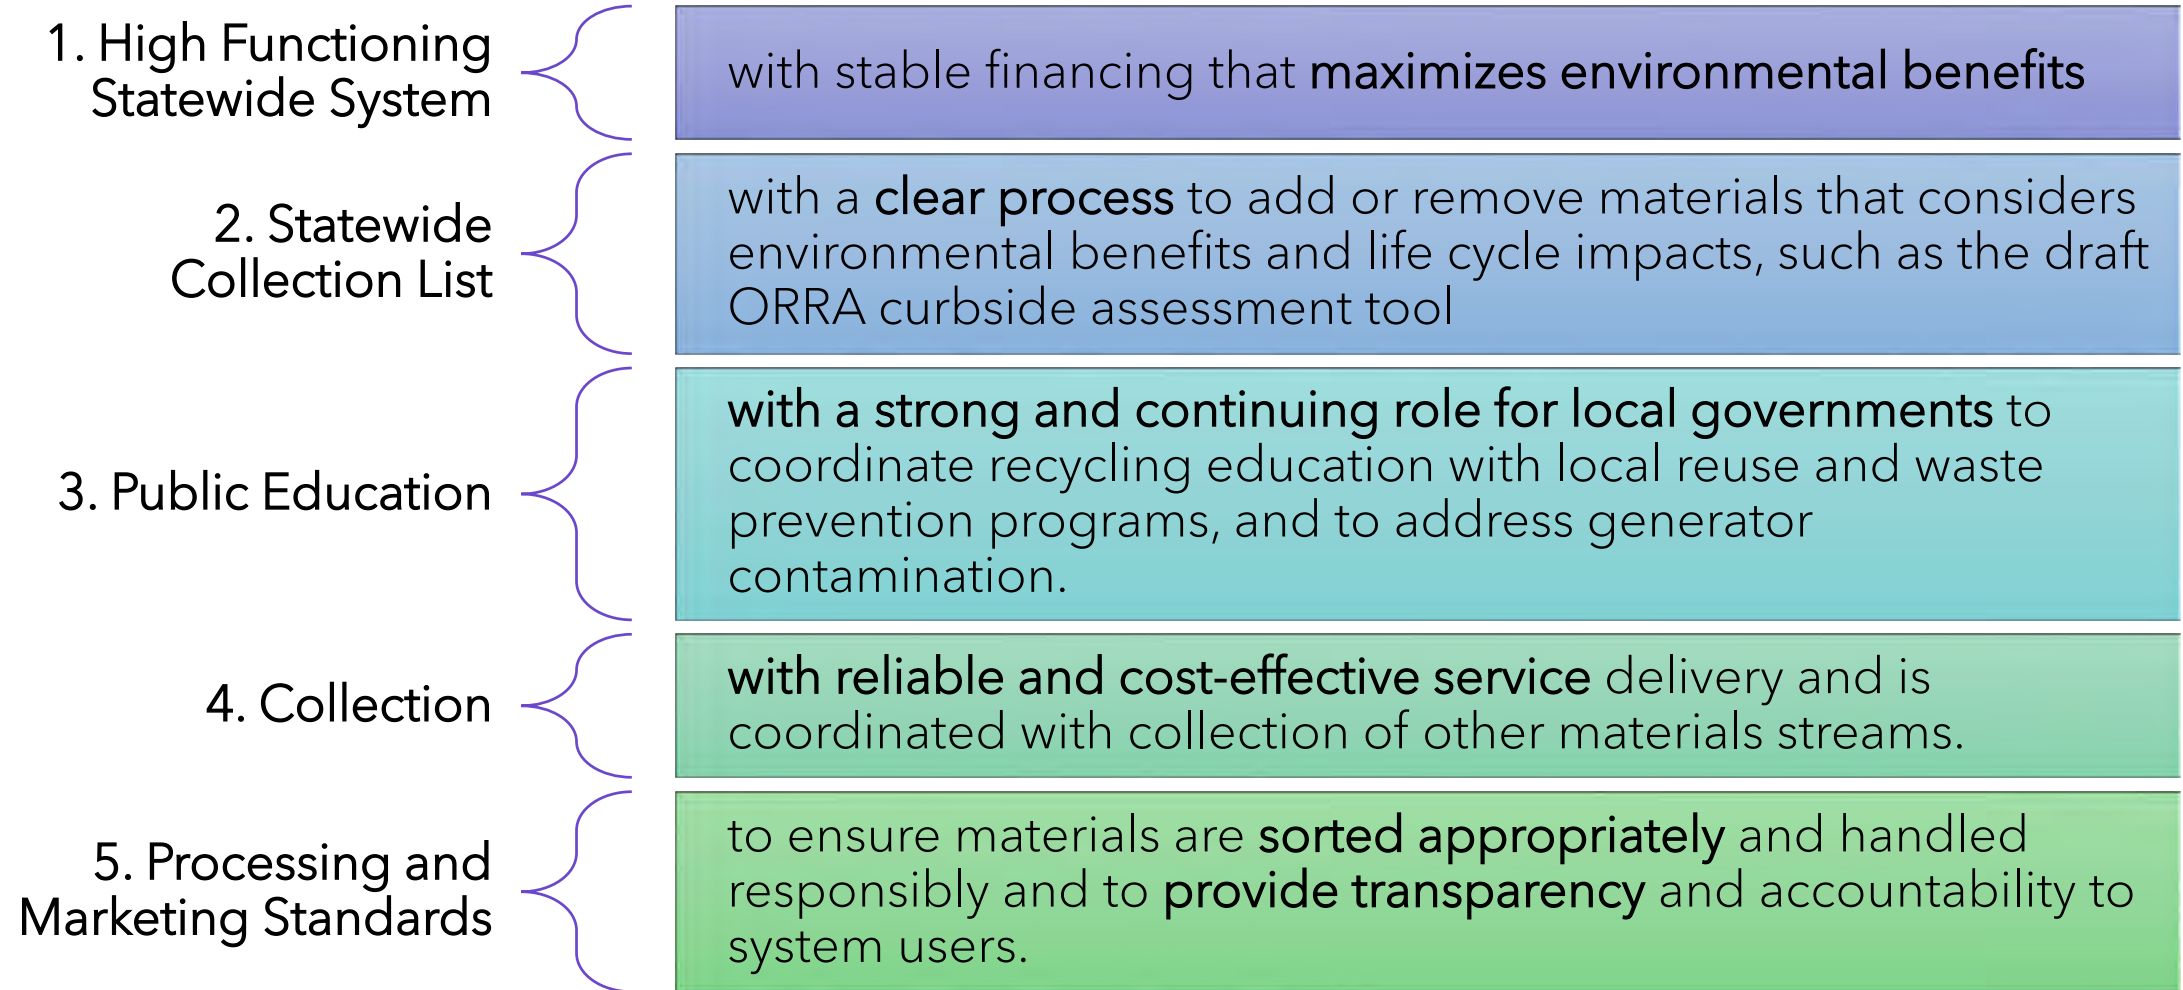 1. High Functioning
Statewide System
with stable financing that maximizes environmental benefits
2. Statewide
Collection List
with a clear process to add or remove materials that considers
environmental benefits and life cycle impacts, such as the draft
ORRA curbside assessment tool
3. Public Education
with a strong and continuing role for local governments to
coordinate recycling education with local reuse and waste
prevention programs, and to address generator
contamination.
4. Collection
with reliable and cost-effective service delivery and is
coordinated with collection of other materials streams.
5. Processing and
Marketing Standards
to ensure materials are sorted appropriately and handled
responsibly and to provide transparency and accountability to
system users.